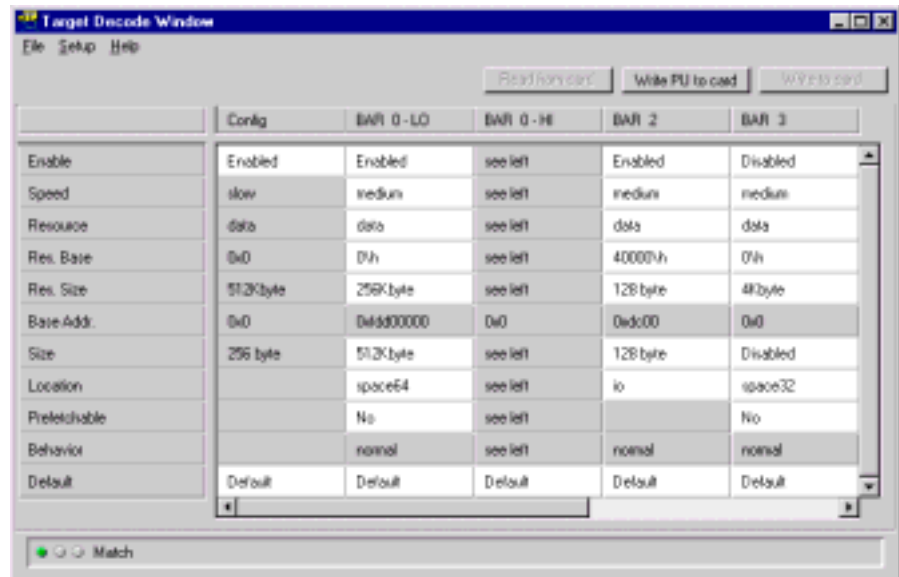 Target Decode Window
File Setup Help
Read from card Write PU to card Write to card
Config BAR 0 - LO BAR 0 - HI BAR 2 BAR 3
Enable Enabled Enabled see left Enabled Disabled
Speed slow medium see left medium medium
Resource data data see left data data
Res. Base 0x0 0\h see left 40000\h 0\h
Res. Size 512Kbyte 256Kbyte see left 128 byte 4Kbyte
Base Addr. 0x0 0xfdd00000 0x0 0xdc00 0x0
Size 256 byte 512Kbyte see left 128 byte Disabled
Location space64 see left io space32
Prefetchable No see left No
Behavior normal see left normal normal
Default Default Default Default Default Default
Match